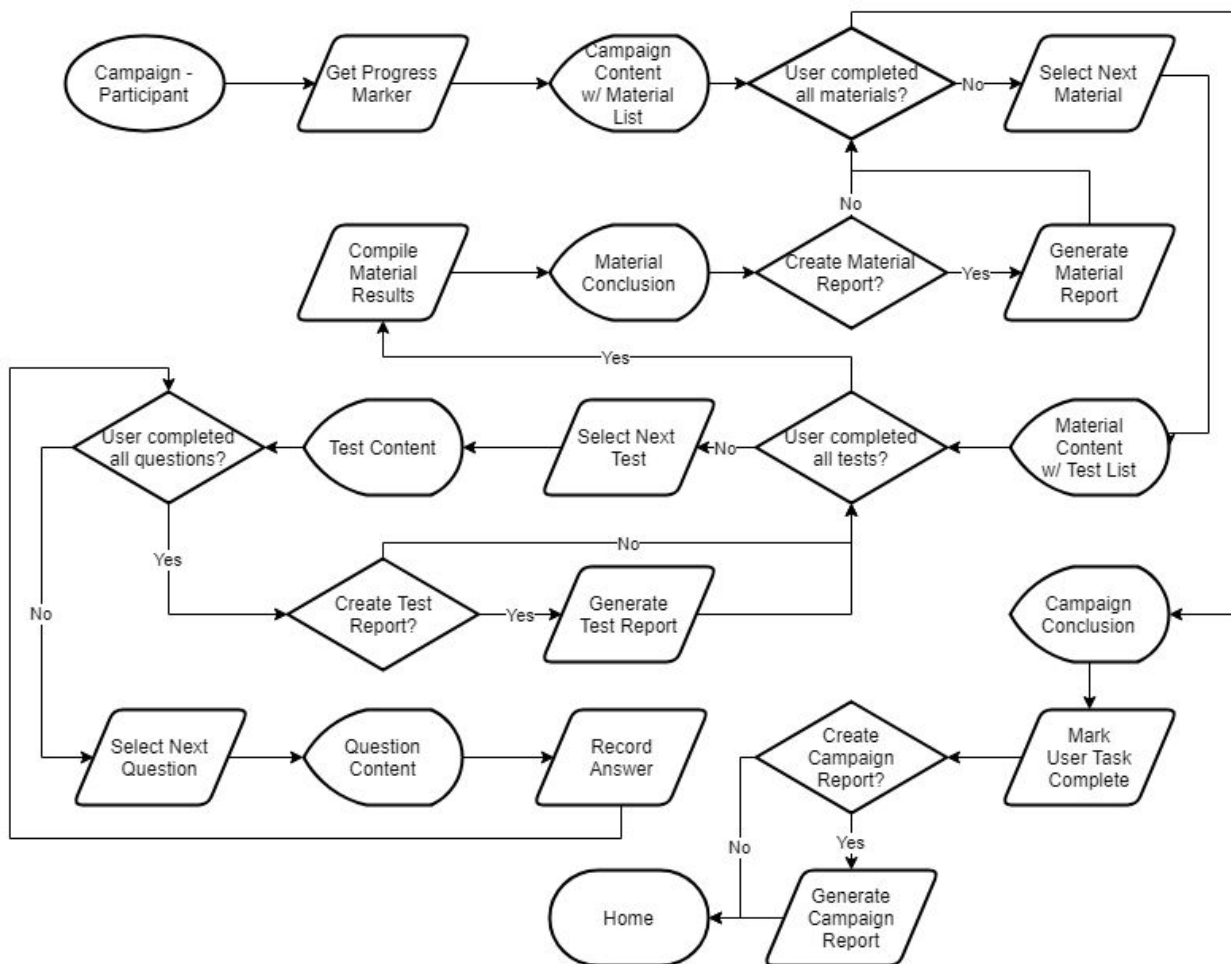 Campaign -
Participant
Get Progress
Marker
Campaign
Content
w/ Material
List
User completed
all materials?
No
Select Next
Material
No
Compile
Material
Results
Material
Conclusion
Create Material
Report?
Yes
Generate
Material
Report
Yes
User completed
all questions?
Test Content
Select Next
Test
No
User completed
all tests?
Material
Content
w/ Test List
Yes
No
No
Create Test
Report?
Yes
Generate
Test Report
Campaign
Conclusion
Select Next
Question
Question
Content
Record
Answer
Create
Campaign
Report?
Mark
User Task
Complete
No
Yes
Home
Generate
Campaign
Report